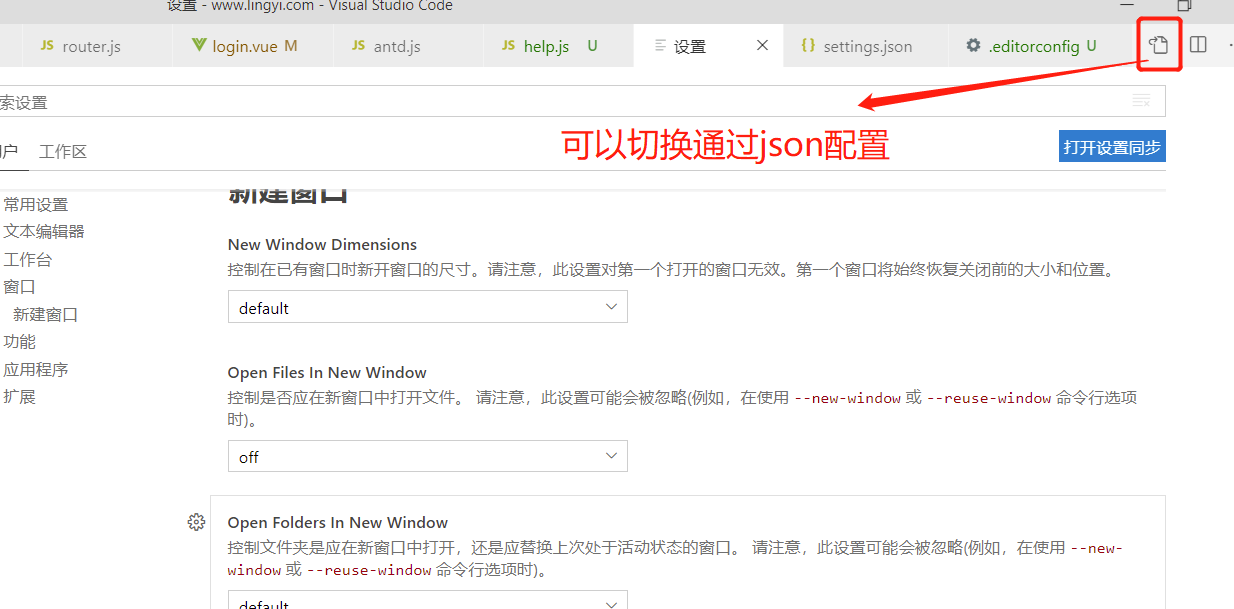 设置 - www.lingyi.com - Visual Studio Code
JS router.js
login.vue M
JS antd.js
JS help.js U
设置
{} settings.json
.editorconfig U
索设置
可以切换通过json配置
户 工作区
打开设置同步
新建窗口
常用设置
文本编辑器
工作台
窗口
新建窗口
功能
应用程序
扩展
New Window Dimensions
控制在已有窗口时新开窗口的尺寸。请注意，此设置对第一个打开的窗口无效。第一个窗口将始终恢复关闭前的大小和位置。
default
Open Files In New Window
控制是否应在新窗口中打开文件。 请注意，此设置可能会被忽略(例如，在使用 --new-window 或 --reuse-window 命令行选项
时)。
off
Open Folders In New Window
控制文件夹是应在新窗口中打开，还是应替换上次处于活动状态的窗口。 请注意，此设置可能会被忽略(例如，在使用 --new-
window 或 --reuse-window 命令行选项时)。
default